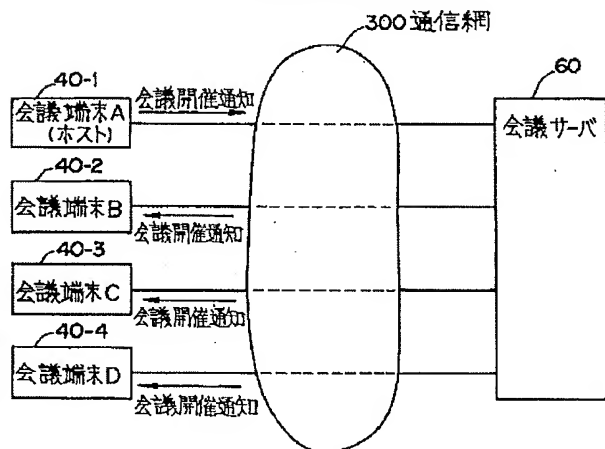 300通信網
40-1
会議端末A
(ホスト)
会議開催通知
60
会議サーバ
40-2
会議端末B
会議開催通知
40-3
会議端末C
会議開催通知
40-4
会議端末D
会議開催通知